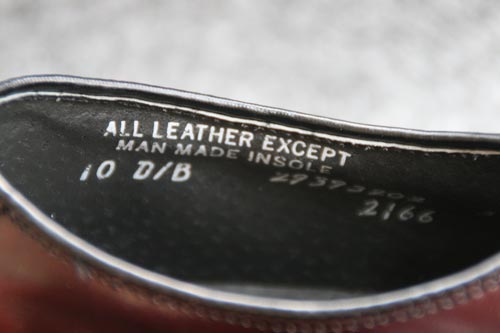 ALL LEATHER EXCEPT
MAN MADE INSOLE
10 D/B
2166